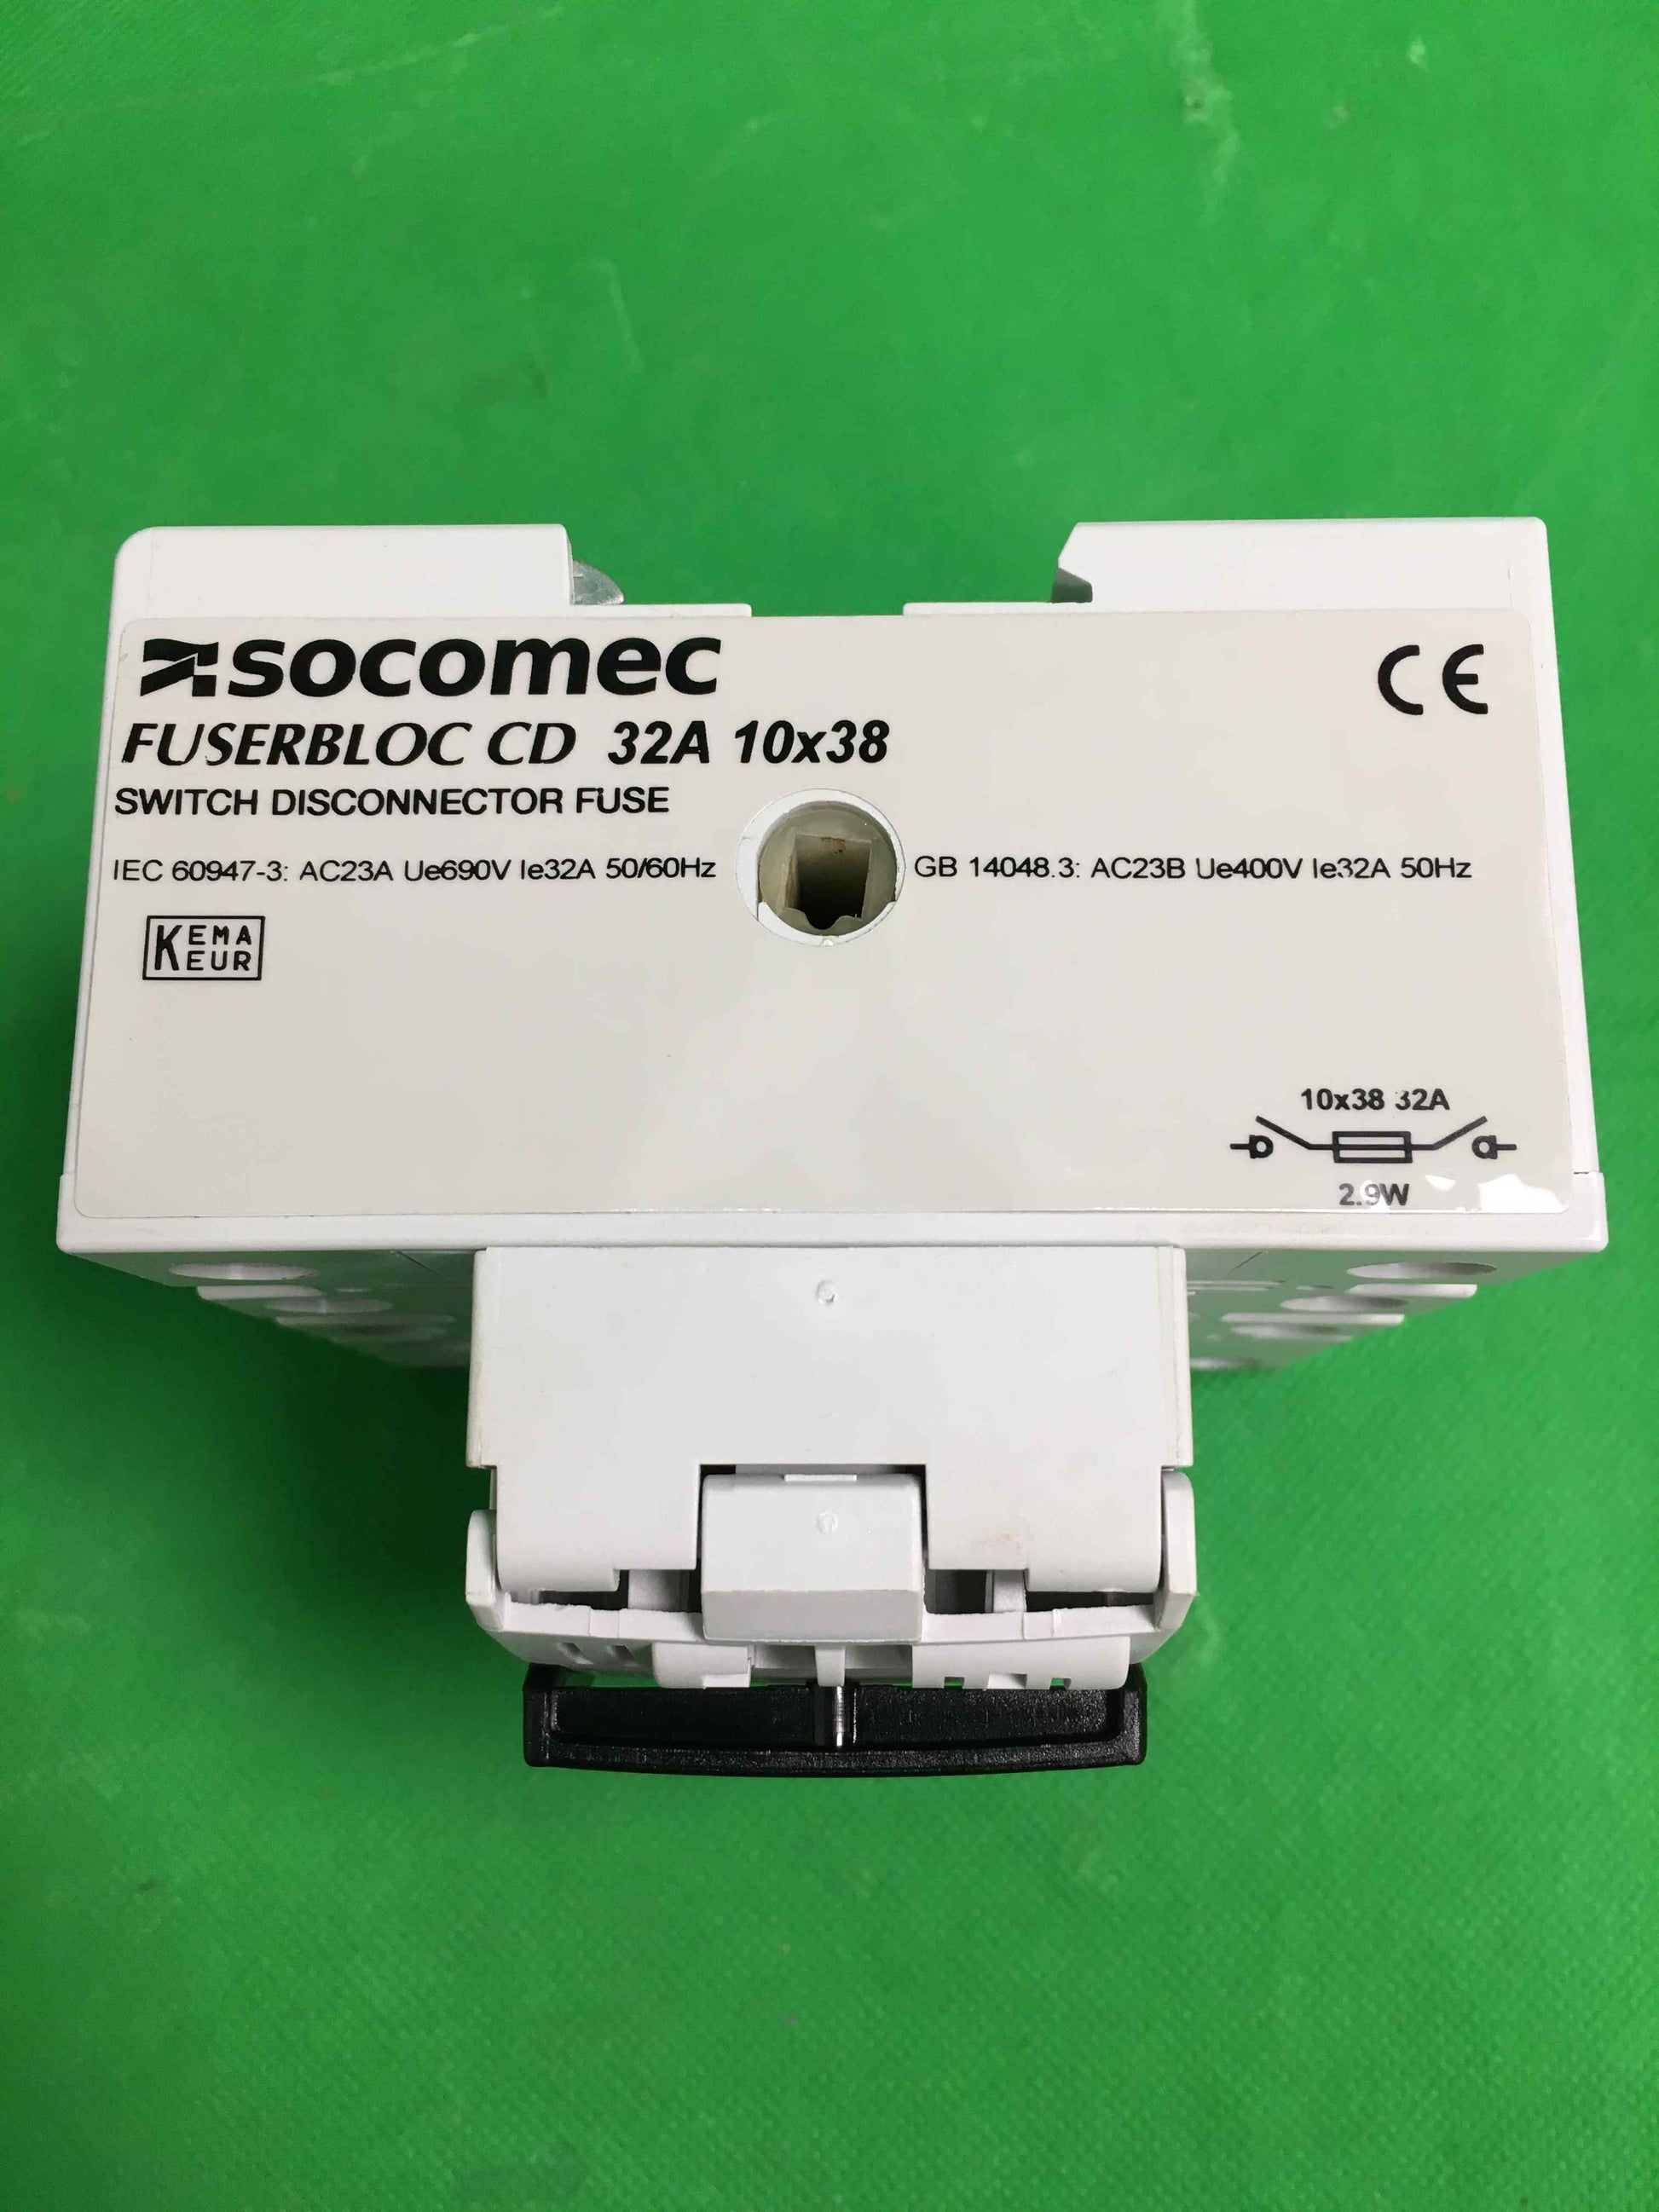 socomec
CE
FUSERBLOC CD 32A 10x38
SWITCH DISCONNECTOR FUSE
IEC 60947-3: AC23A Ue690V Ie32A 50/60Hz
GB 14048.3: AC23B Ue400V Ie32A 50Hz
KEMA
KEUR
10x38 32A
2.9W